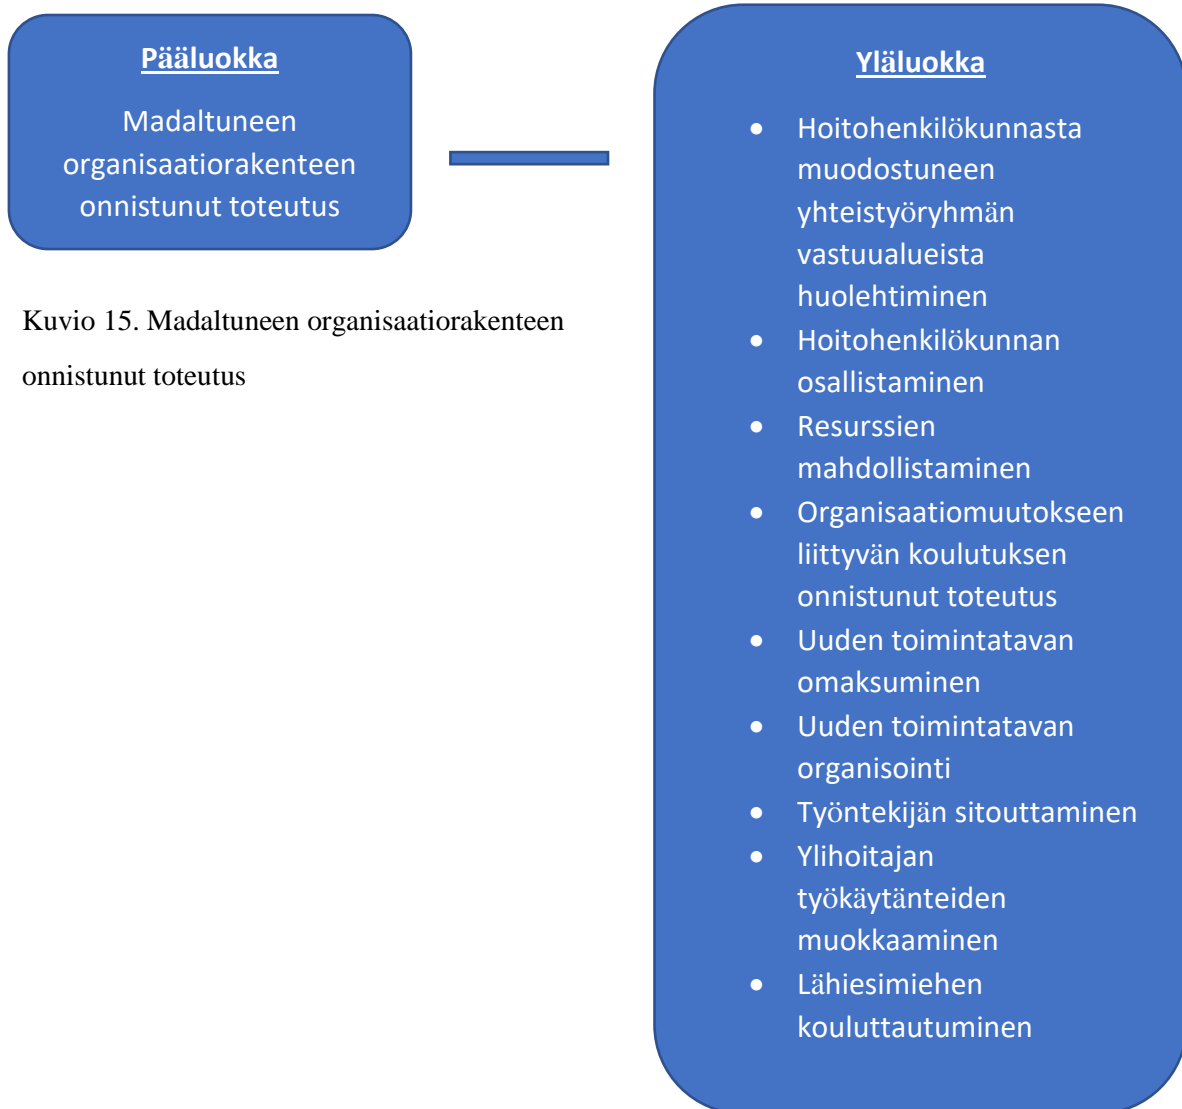 Pääluokka
Madaltuneen
organisaatiorakenteen
onnistunut toteutus
Kuvio 15. Madaltuneen organisaatiorakenteen
onnistunut toteutus
Yläluokka
• Hoitohenkilökunnasta
muodostuneen
yhteistyöryhmän
vastuualueista
huolehtiminen
• Hoitohenkilökunnan
osallistaminen
• Resurssien
mahdollistaminen
• Organisaatiomuutokseen
liittyvän koulutuksen
onnistunut toteutus
• Uuden toimintatavan
omaksuminen
• Uuden toimintatavan
organisointi
• Työntekijän sitouttaminen
• Ylihoitajan
työkäytänteiden
muokkaaminen
• Lähiesimiehen
kouluttautuminen